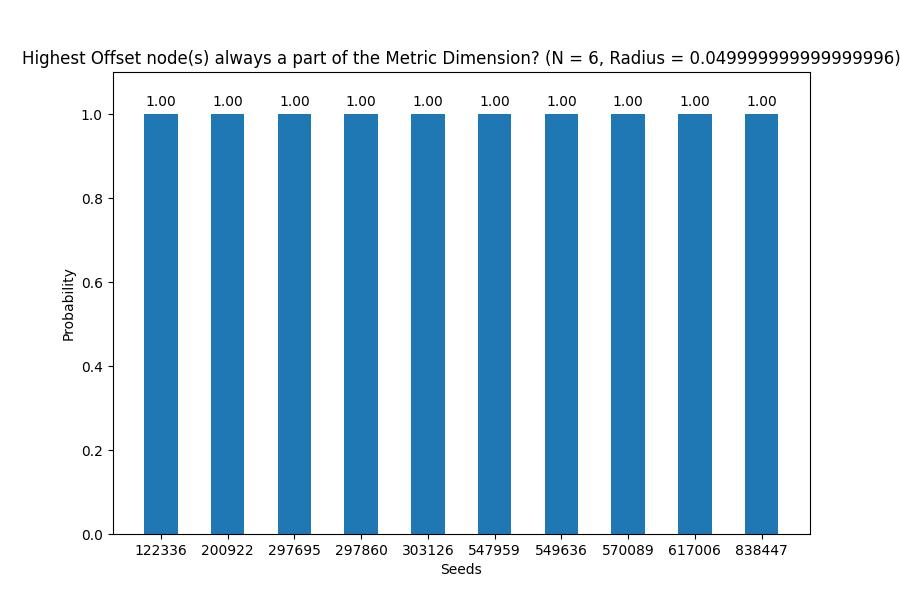 Highest Offset node(s) always a part of the Metric Dimension? (N = 6, Radius = 0.049999999999999996)
1.00 1.00 1.00 1.00 1.00 1.00 1.00 1.00 1.00 1.00
1.0
0.8
0.6
0.4
0.2
0.0
Probability
122336 200922 297695 297860 303126 547959 549636 570089 617006 838447
Seeds